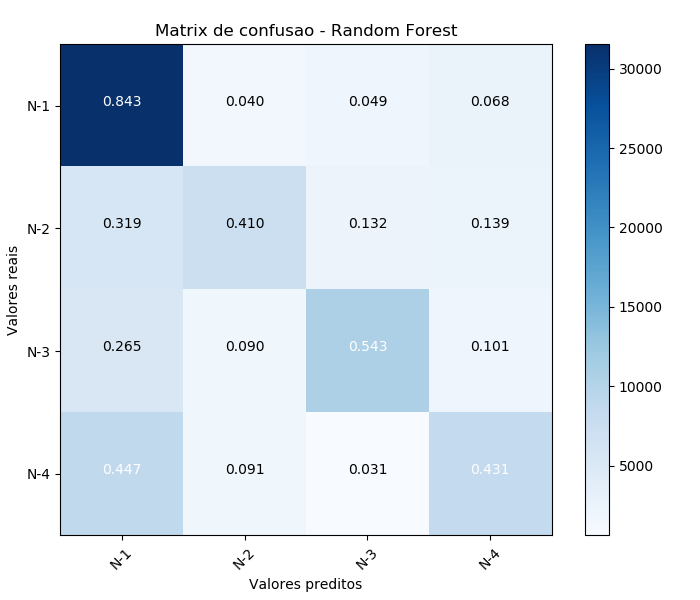 Matrix de confusao - Random Forest
Valores reais
N-1
0.843
0.040
0.049
0.068
N-2
0.319
0.410
0.132
0.139
N-3
0.265
0.090
0.543
0.101
N-4
0.447
0.091
0.031
0.431
N-1
N-2
N-3
N-4
Valores preditos
30000
25000
20000
15000
10000
5000